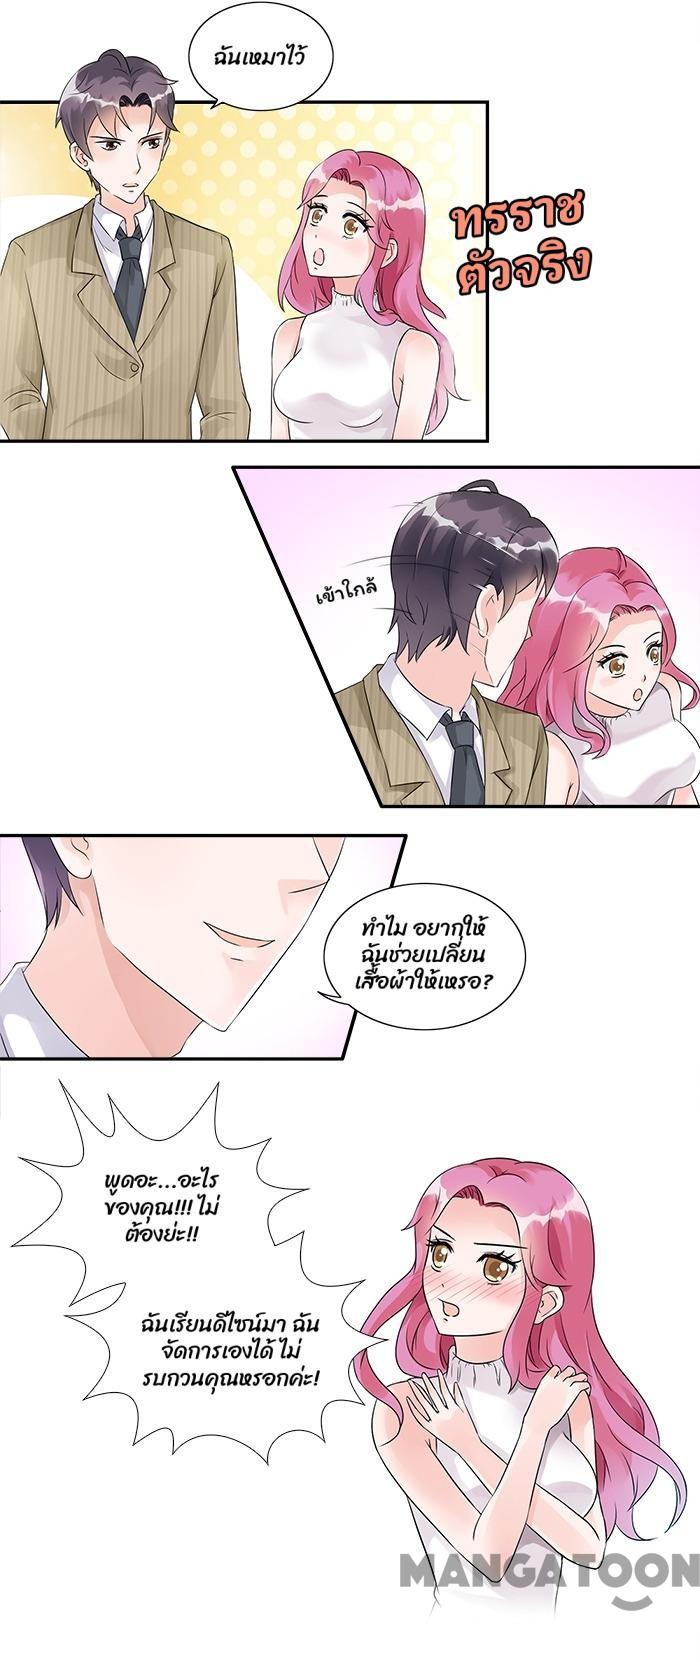 ฉันเหมาไว้
ทรราช
ตัวจริง
เข้าใกล้
ทำไม อยากให้
ฉันช่วยเปลี่ยน
เสื้อผ้าให้เหรอ?
พูดอะ...อะไร
ของคุณ!!! ไม่
ต้องย่ะ!!
ฉันเรียนดีไซน์มา ฉัน
จัดการเองได้ ไม่
รบกวนคุณหรอกค่ะ!
MANGATOON